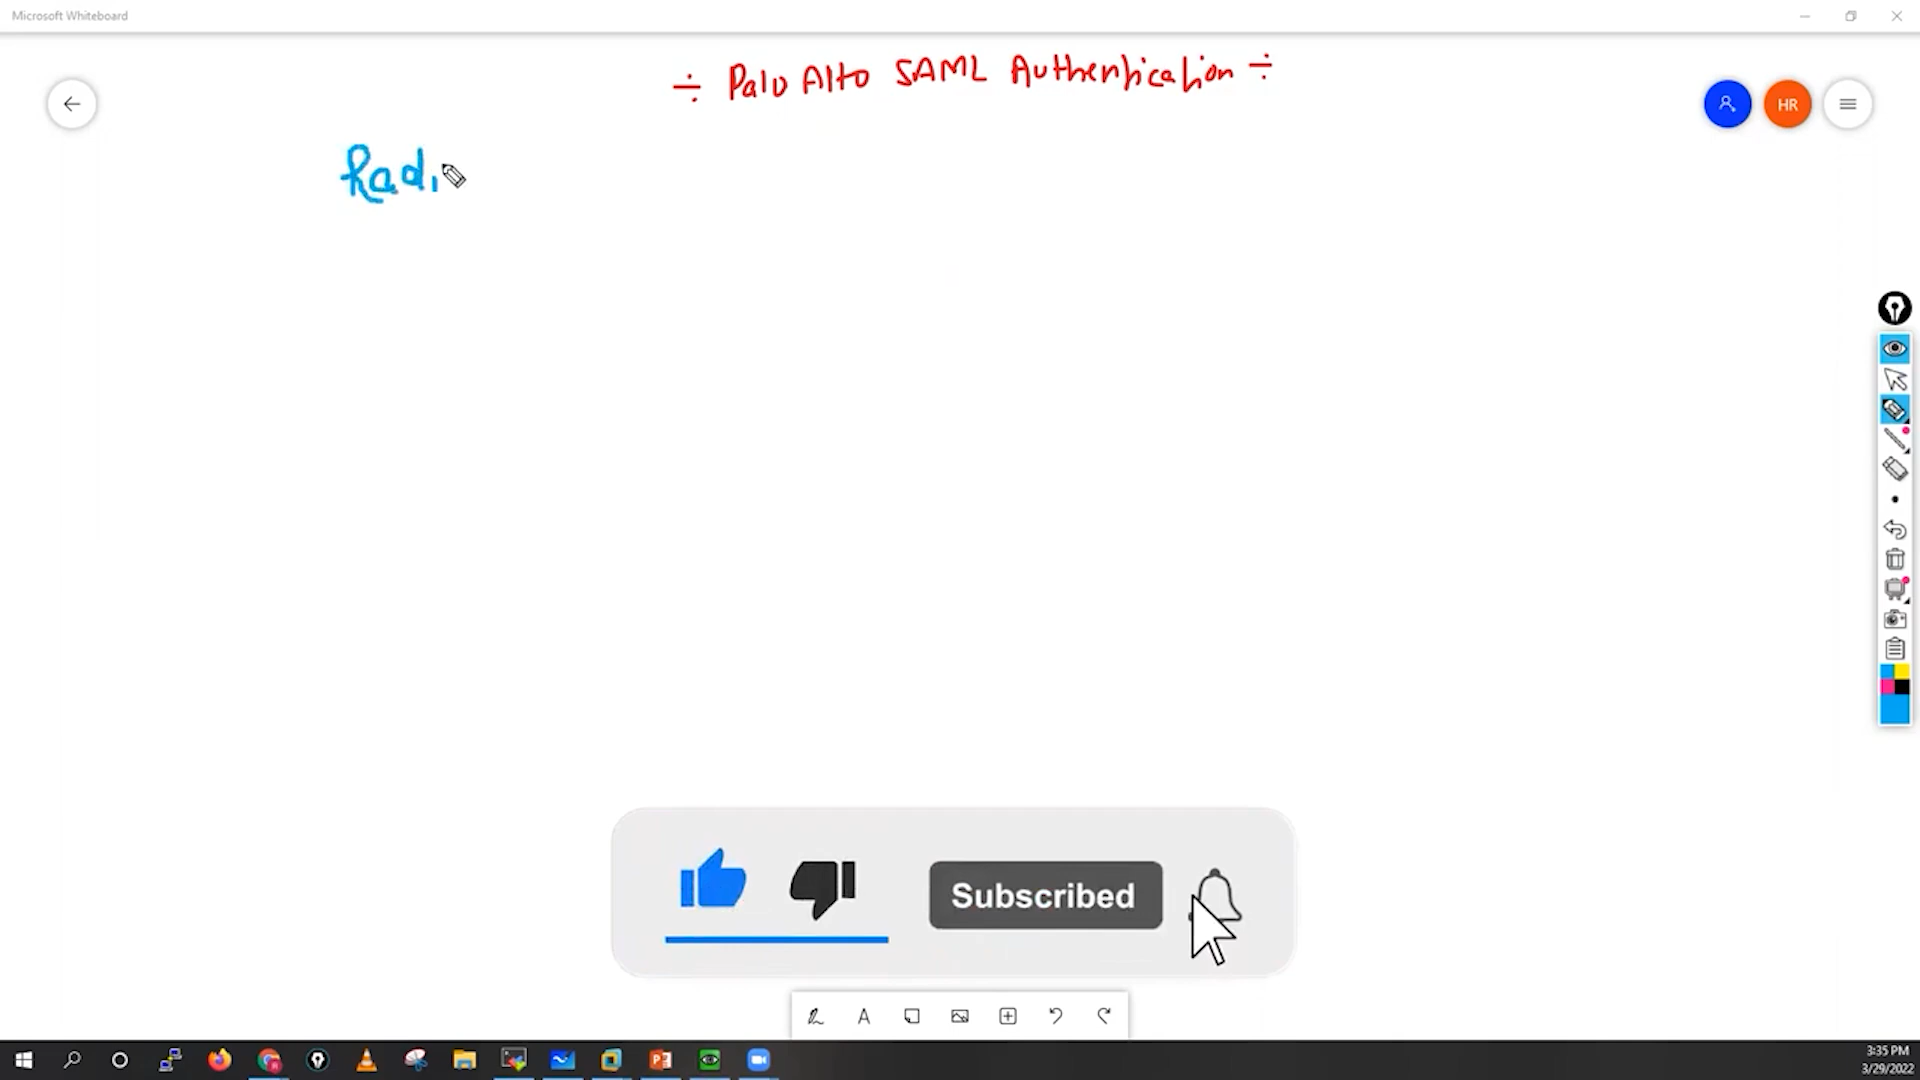 Microsoft Whiteboard
÷ Palo Alto SAML Authentication ÷
HR
Radi
Subscribed
3:35 PM
3/29/2022